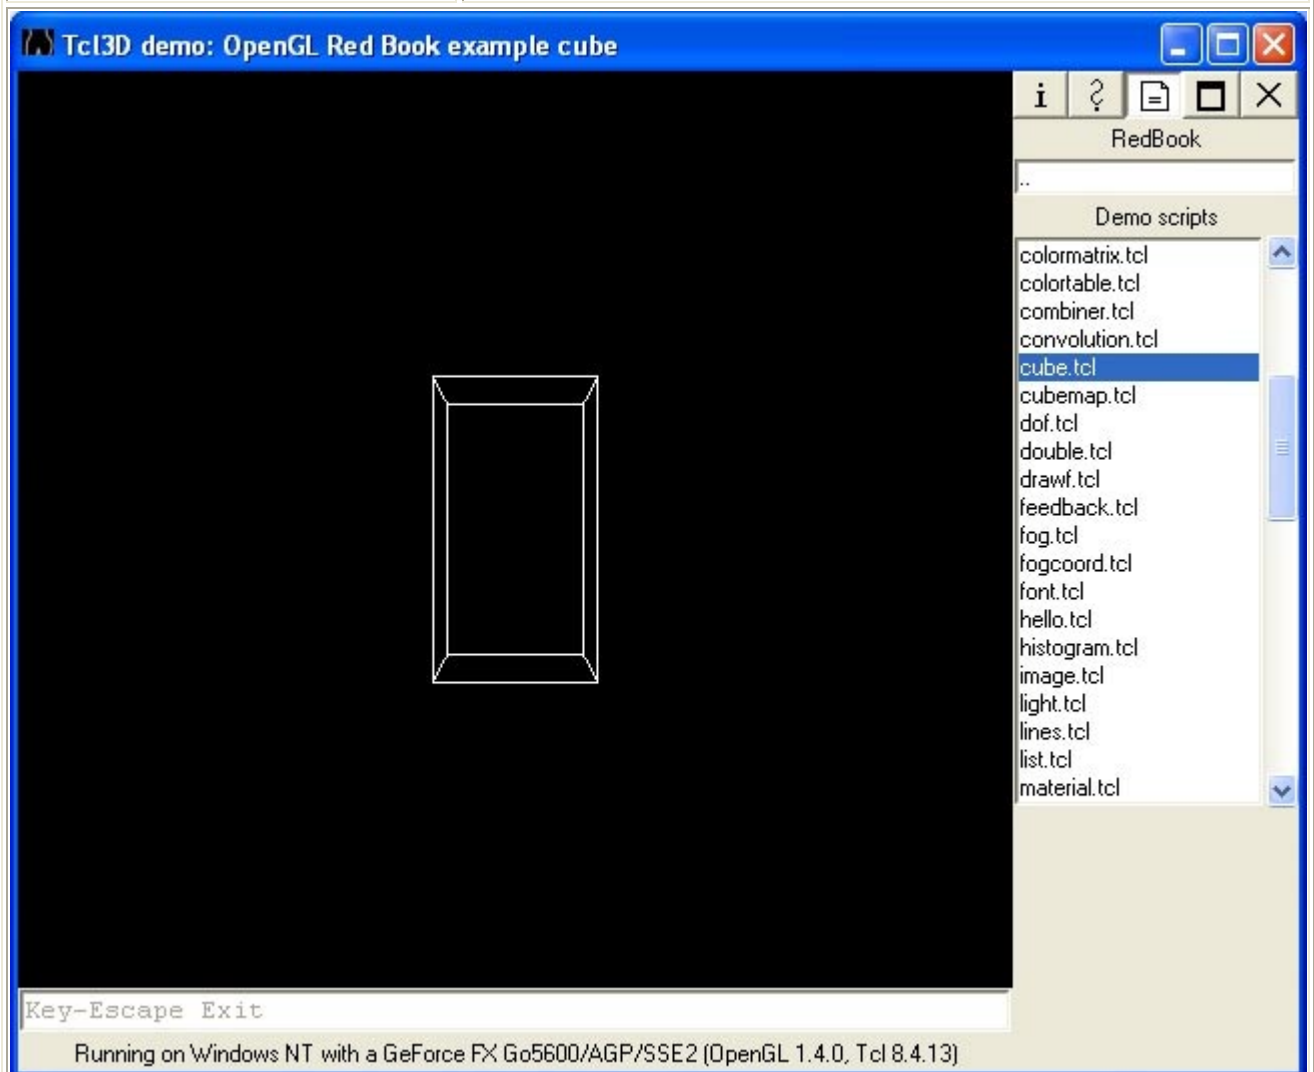 Tcl3D demo: OpenGL Red Book example cube
i ?
RedBook
..
Demo scripts
colormatrix.tcl
colortable.tcl
combiner.tcl
convolution.tcl
cube.tcl
cubemap.tcl
dof.tcl
double.tcl
drawf.tcl
feedback.tcl
fog.tcl
fogcoord.tcl
font.tcl
hello.tcl
histogram.tcl
image.tcl
light.tcl
lines.tcl
list.tcl
material.tcl
Key-Escape Exit
Running on Windows NT with a GeForce FX Go5600/AGP/SSE2 (OpenGL 1.4.0, Tcl 8.4.13)